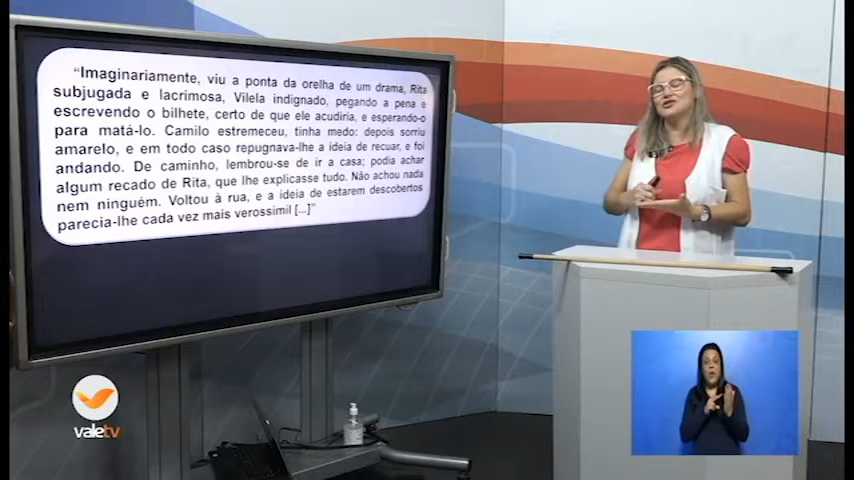 “Imaginariamente, viu a ponta da orelha de um drama, Rita
subjugada e lacrimosa, Vilela indignado, pegando a pena e
escrevendo o bilhete, certo de que ele acudiria, e esperando-o
para matá-lo. Camilo estremeceu, tinha medo: depois sorriu
amarelo, e em todo caso repugnava-lhe a ideia de recuar, e foi
andando. De caminho, lembrou-se de ir a casa; podia achar
algum recado de Rita, que lhe explicasse tudo. Não achou nada,
nem ninguém. Voltou à rua, e a ideia de estarem descobertos
parecia-lhe cada vez mais verossímil [...]”
valetv